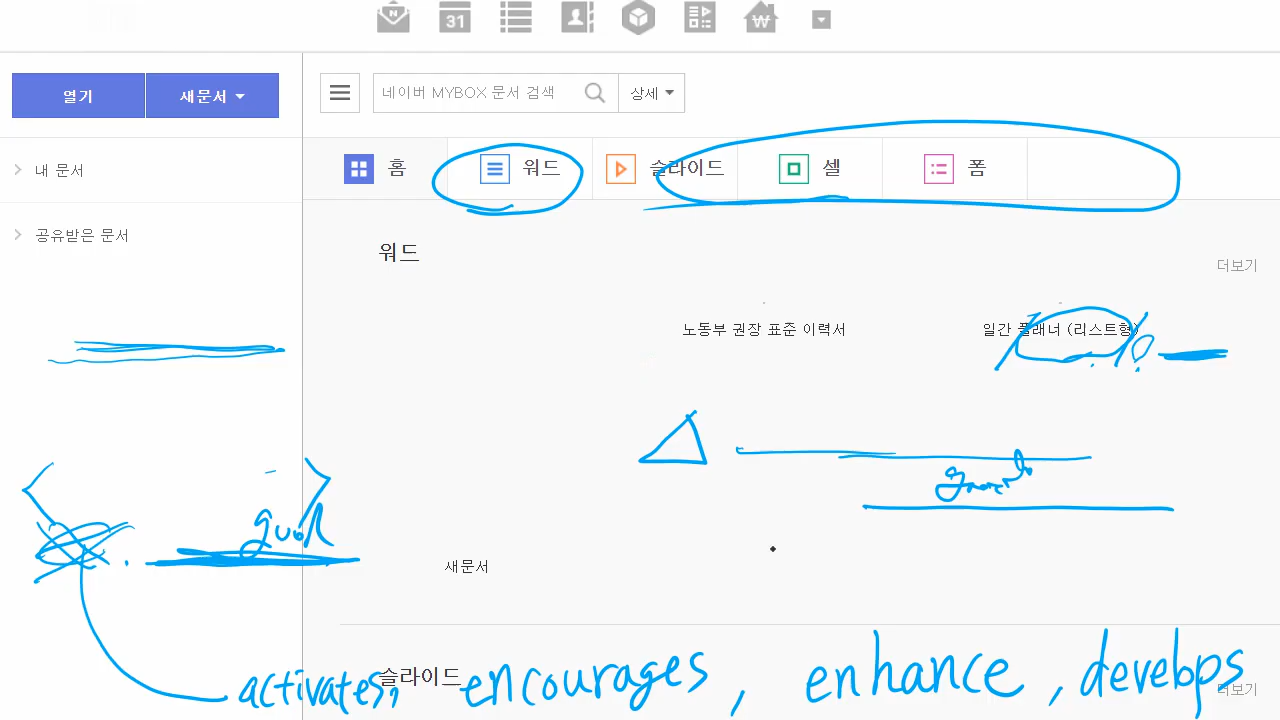 N 31 ₩
열기 새문서
네이버 MYBOX 문서 검색 상세
내 문서
홈 워드 슬라이드 셀 폼
공유받은 문서
워드
더보기
노동부 권장 표준 이력서 일간 플래너 (리스트형)
새문서
슬라이드
activates, encourages, enhance, develops
더보기